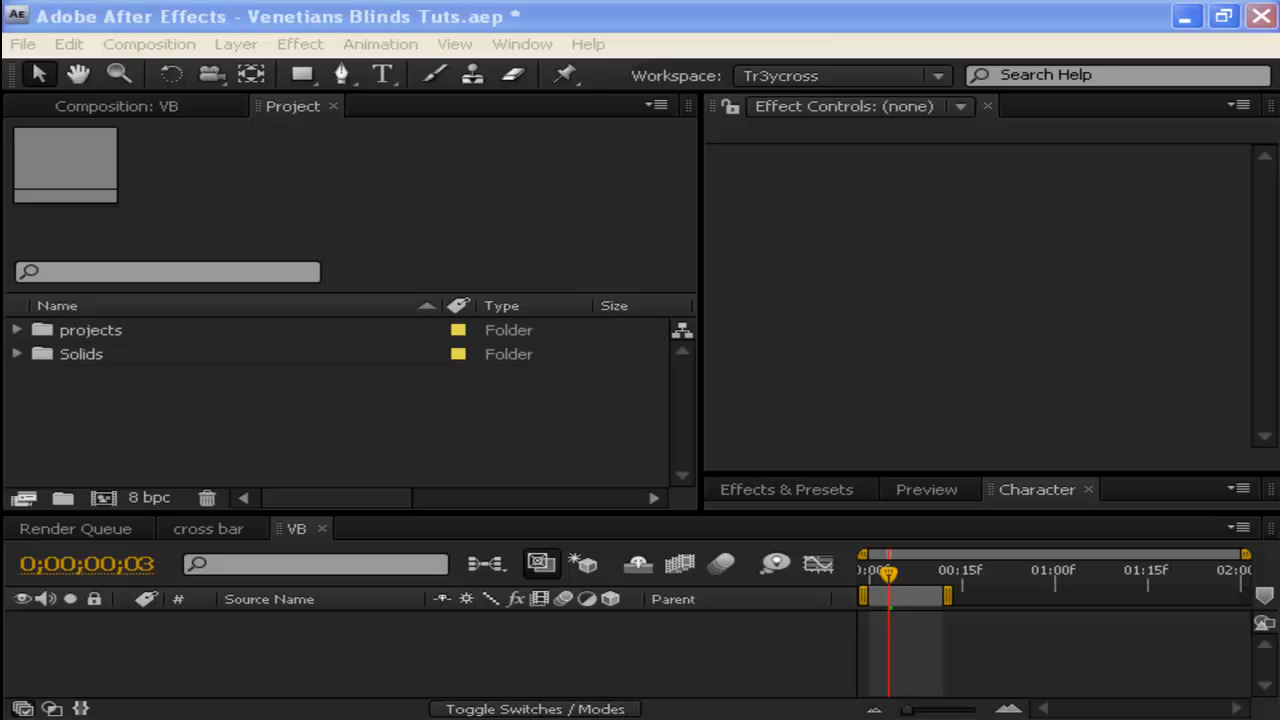 Adobe After Effects - Venetians Blinds Tuts.aep *
File Edit Composition Layer Effect Animation View Window Help
Workspace: Tr3ycross Search Help
Composition: VB Project Effect Controls: (none)
Name Type Size
projects Folder
Solids Folder
8 bpc
Effects & Presets Preview Character
Render Queue cross bar VB
0;00;00;03
00:15f 01:00f 01:15f
# Source Name Parent
Toggle Switches / Modes